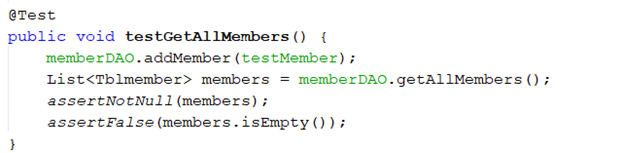 @Test
public void testGetAllMembers() {
    memberDAO.addMember(testMember);
    List<Tblmember> members = memberDAO.getAllMembers();
    assertNotNull(members);
    assertFalse(members.isEmpty());
}